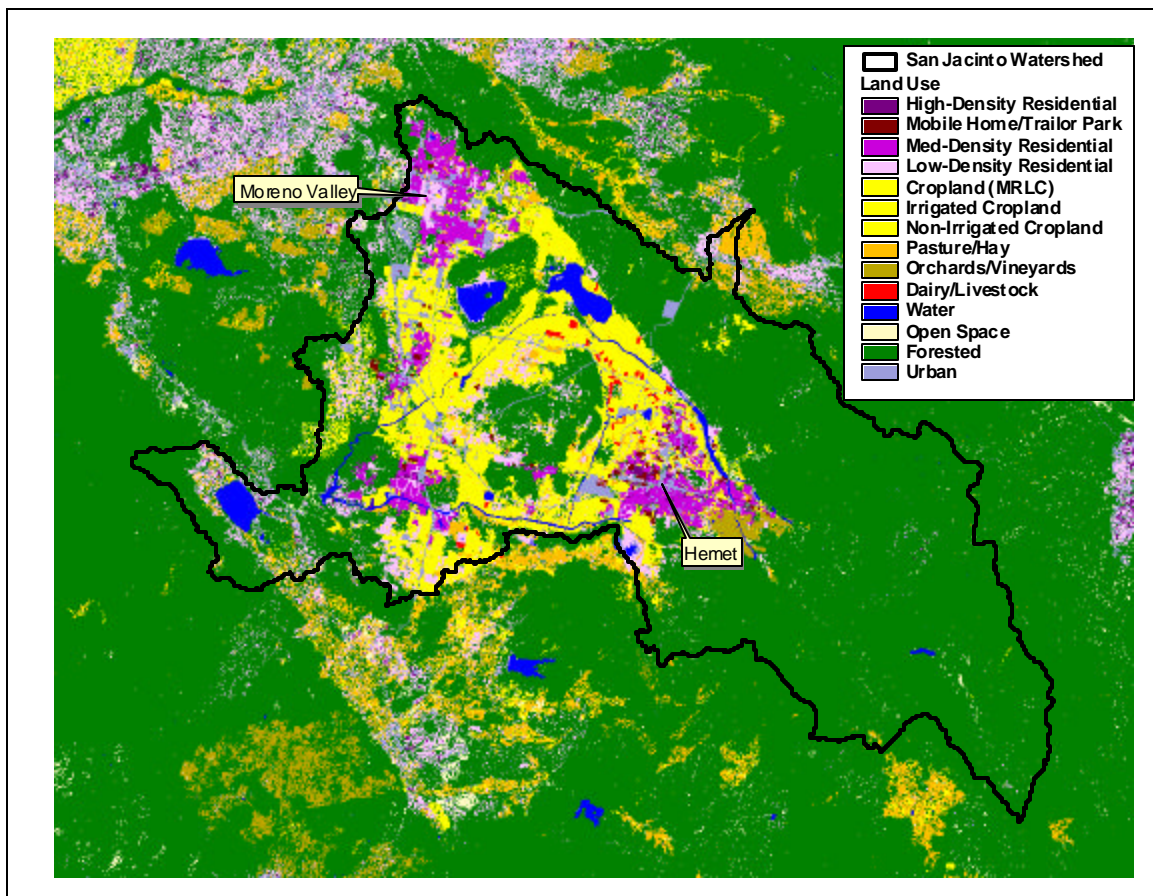 San Jacinto Watershed
Land Use
High-Density Residential
Mobile Home/Trailor Park
Med-Density Residential
Low-Density Residential
Cropland (MRLC)
Irrigated Cropland
Non-Irrigated Cropland
Pasture/Hay
Orchards/Vineyards
Dairy/Livestock
Water
Open Space
Forested
Urban
Moreno Valley
Hemet